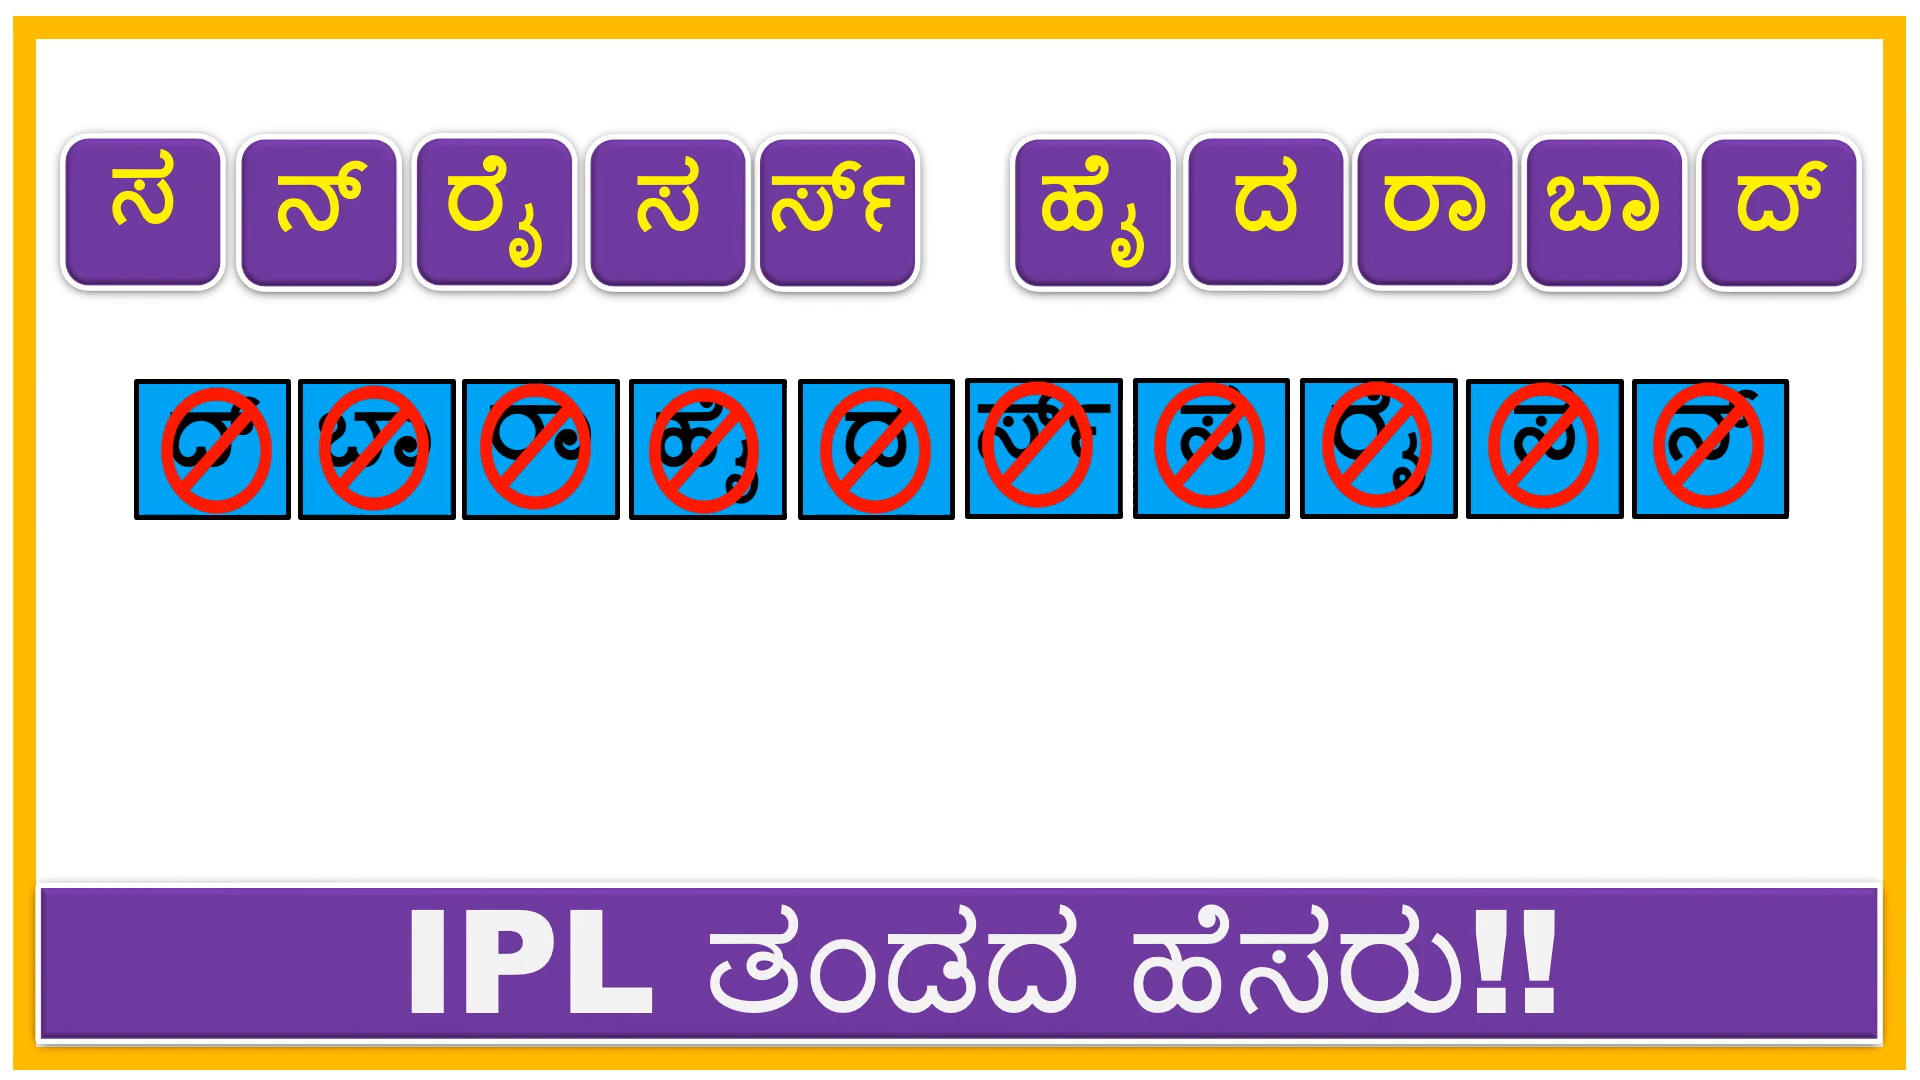 ಸ ನ್ ರೈ ಸ ರ್ಸ್ ಹೈ ದ ರಾ ಬಾ ದ್
ದ್ ಬಾ ರಾ ಹೈ ದ ರ್ಸ್ ಸ ರೈ ಸ ನ್
IPL ತಂಡದ ಹೆಸರು!!